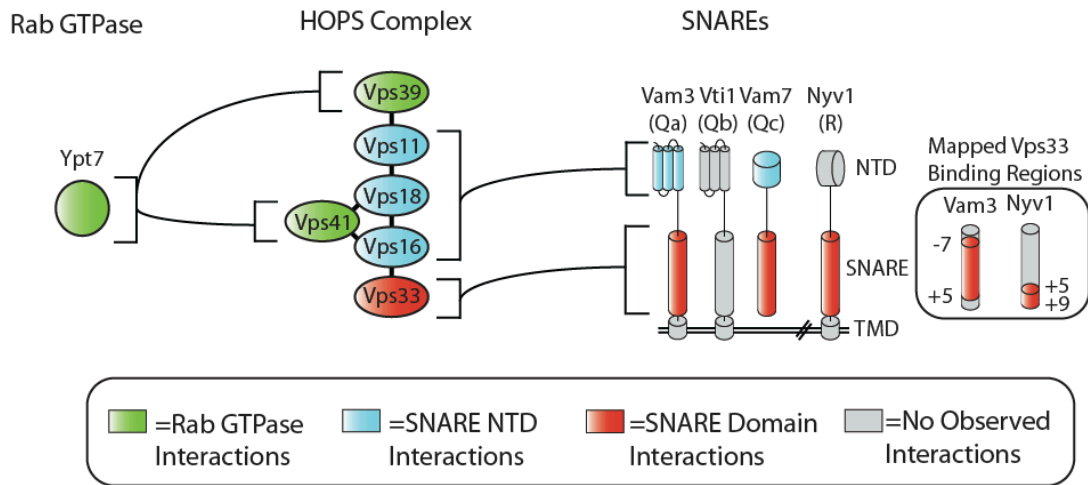 Rab GTPase
HOPS Complex
SNAREs
Ypt7
Vps39
Vps11
Vps18
Vps41
Vps16
Vps33
Vam3 Vti1 Vam7 Nyv1
(Qa) (Qb) (Qc) (R)
NTD
SNARE
TMD
Mapped Vps33
Binding Regions
Vam3 Nyv1
-7
+5
+5
+9
=Rab GTPase
Interactions
=SNARE NTD
Interactions
=SNARE Domain
Interactions
=No Observed
Interactions